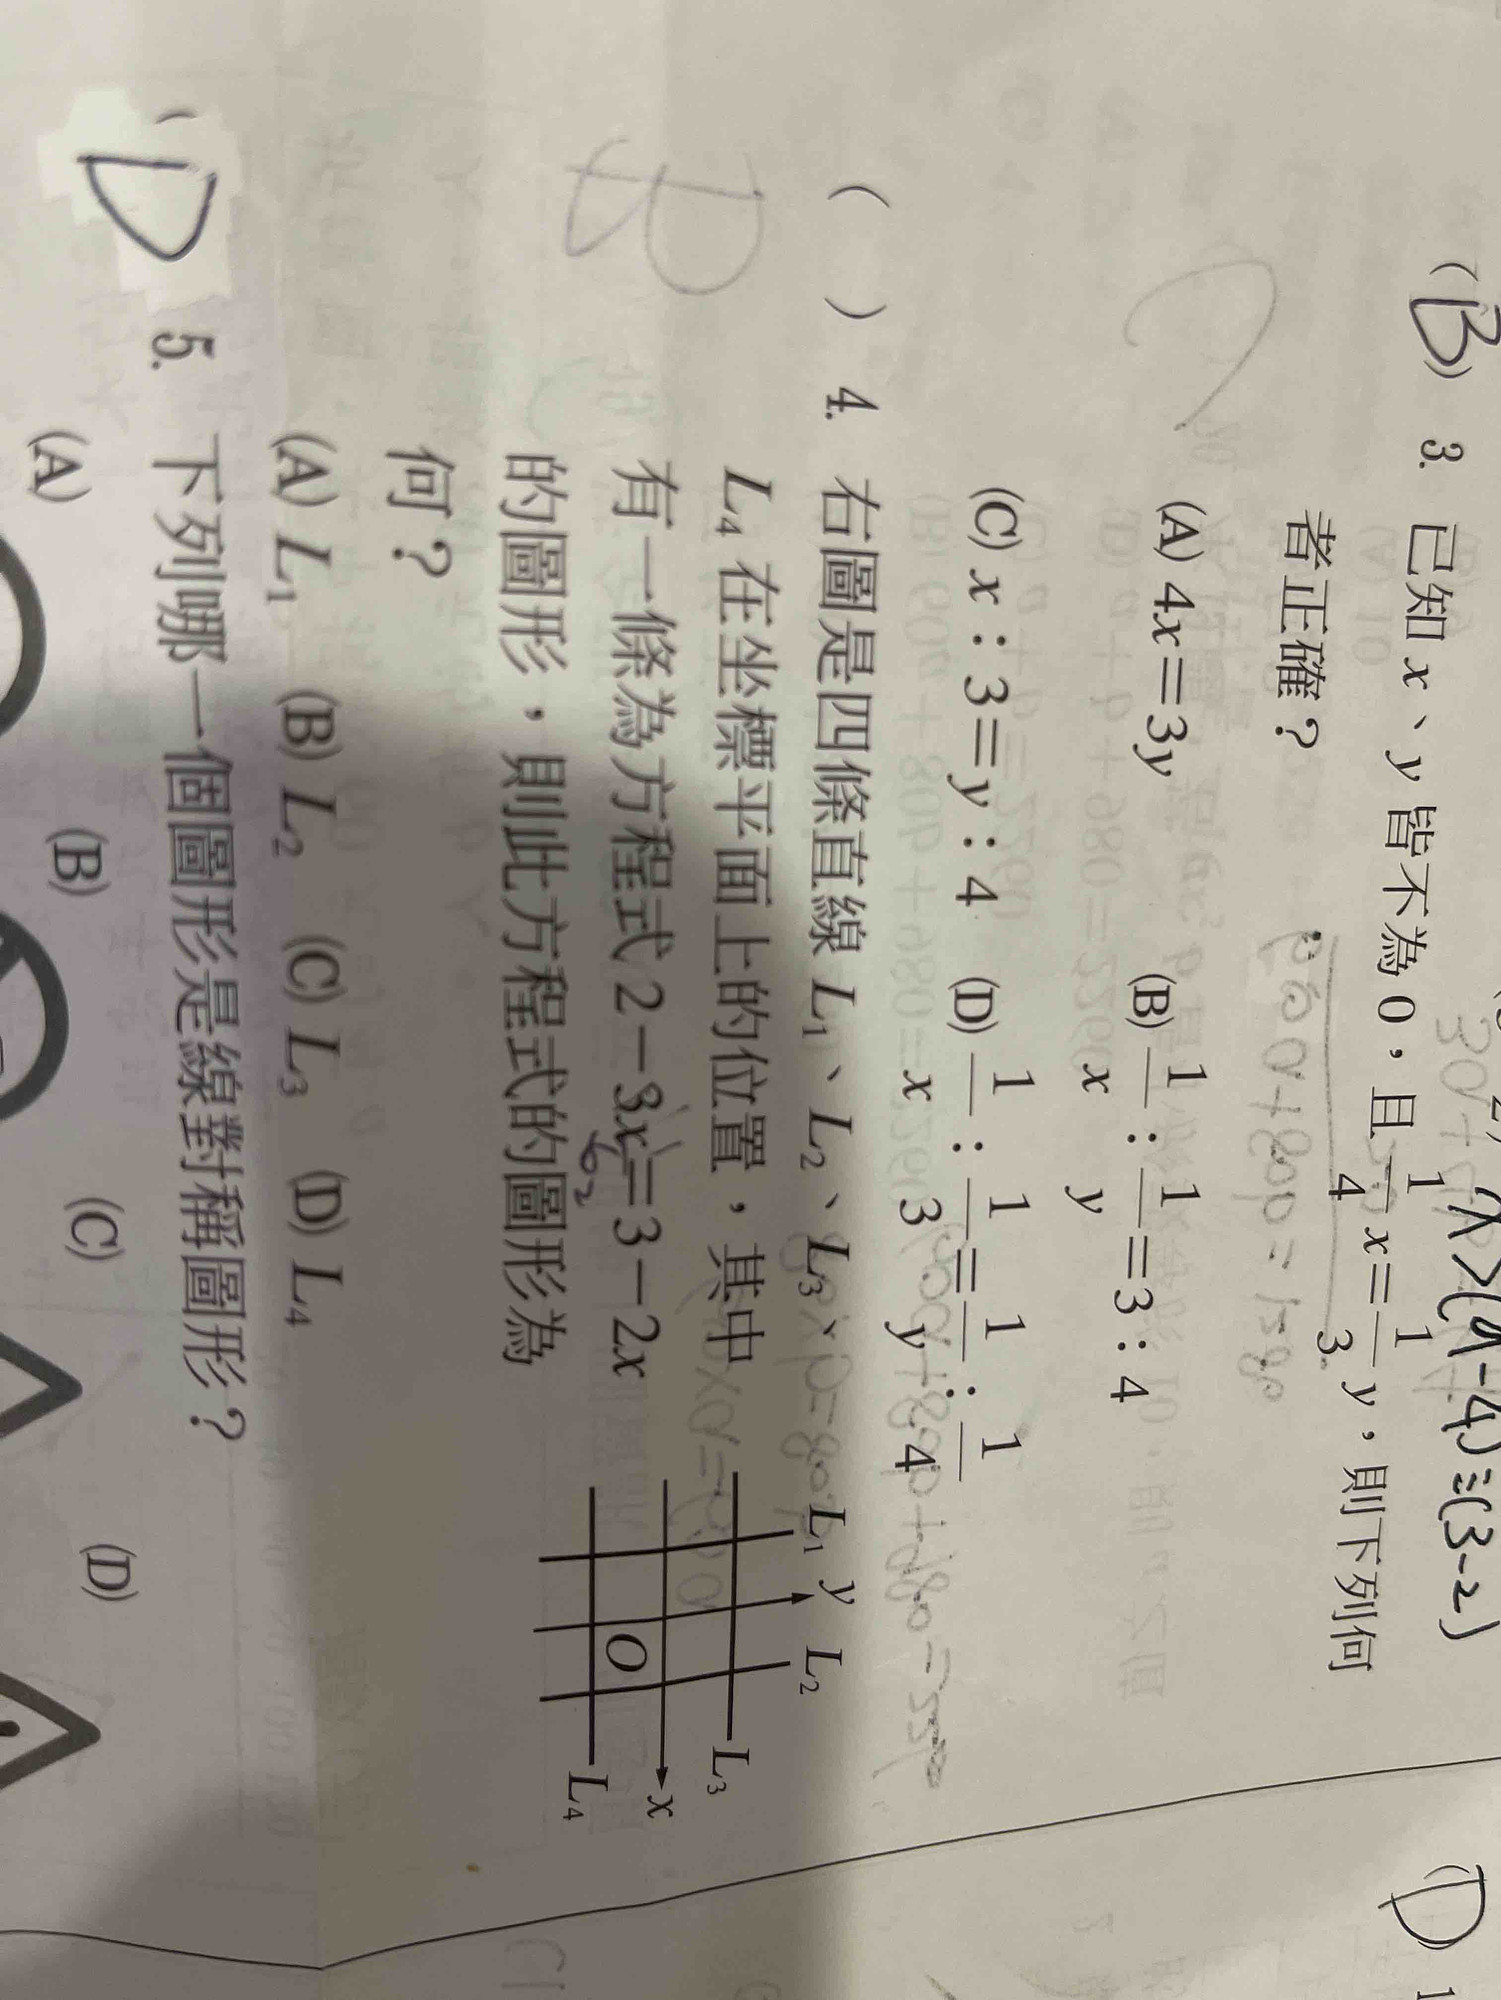 (x>(a-4)=(3-2)
(B) 3. 已知 x、y 皆不為 0，且 1/4 x = 1/3 y，則下列何
者正確？
C
(A) 4x=3y (B) 1/x : 1/y = 3 : 4
(C) x : 3 = y : 4 (D) 1/x : 1/3 = 1/y : 1/4
( ) 4. 右圖是四條直線 L₁、L₂、L₃、
L₄ 在坐標平面上的位置，其中
有一條為方程式 2－3x=3－2x
B
的圖形，則此方程式的圖形為
何？
(A) L₁ (B) L₂ (C) L₃ (D) L₄
L₁ y L₂
L₃
O
x
L₄
(D 5. 下列哪一個圖形是線對稱圖形？
(A) (B) (C) (D)
(D) 1